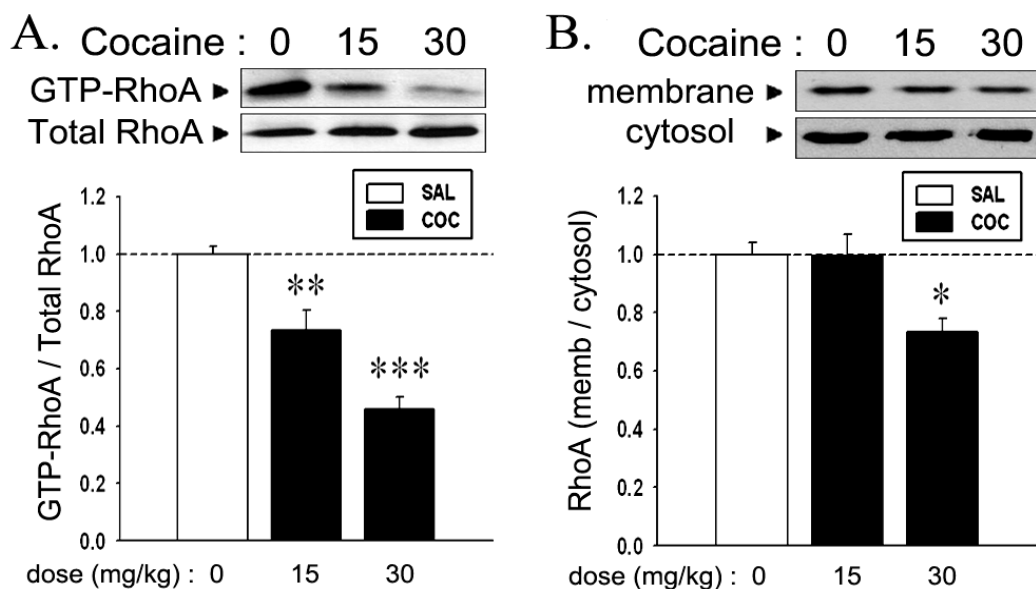 A.
Cocaine : 0 15 30
GTP-RhoA
Total RhoA
SAL
COC
GTP-RhoA / Total RhoA
1.2
1.0
0.8
0.6
0.4
0.2
0.0
**
***
dose (mg/kg) : 0 15 30
B.
Cocaine : 0 15 30
membrane
cytosol
SAL
COC
RhoA (memb / cytosol)
1.2
1.0
0.8
0.6
0.4
0.2
0.0
*
dose (mg/kg) : 0 15 30